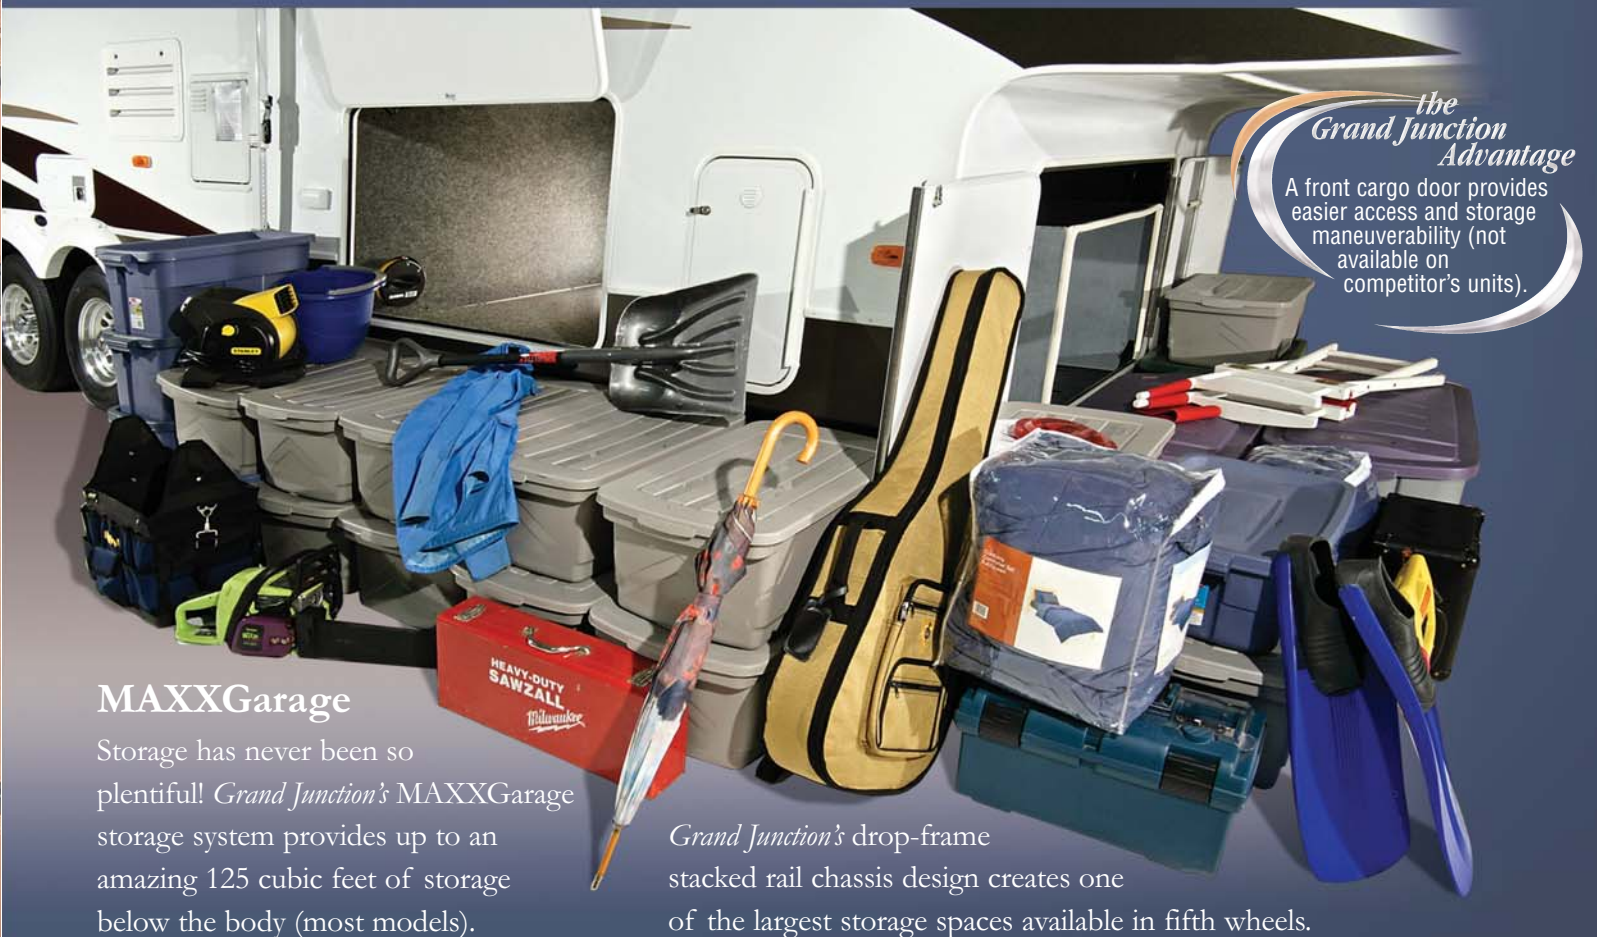 the
Grand Junction
Advantage
A front cargo door provides
easier access and storage
maneuverability (not
available on
competitor’s units).
STANLEY
HEAVY-DUTY
SAWZALL
Milwaukee
MAXXGarage
Storage has never been so
plentiful! Grand Junction’s MAXXGarage
storage system provides up to an
amazing 125 cubic feet of storage
below the body (most models).
Grand Junction’s drop-frame
stacked rail chassis design creates one
of the largest storage spaces available in fifth wheels.